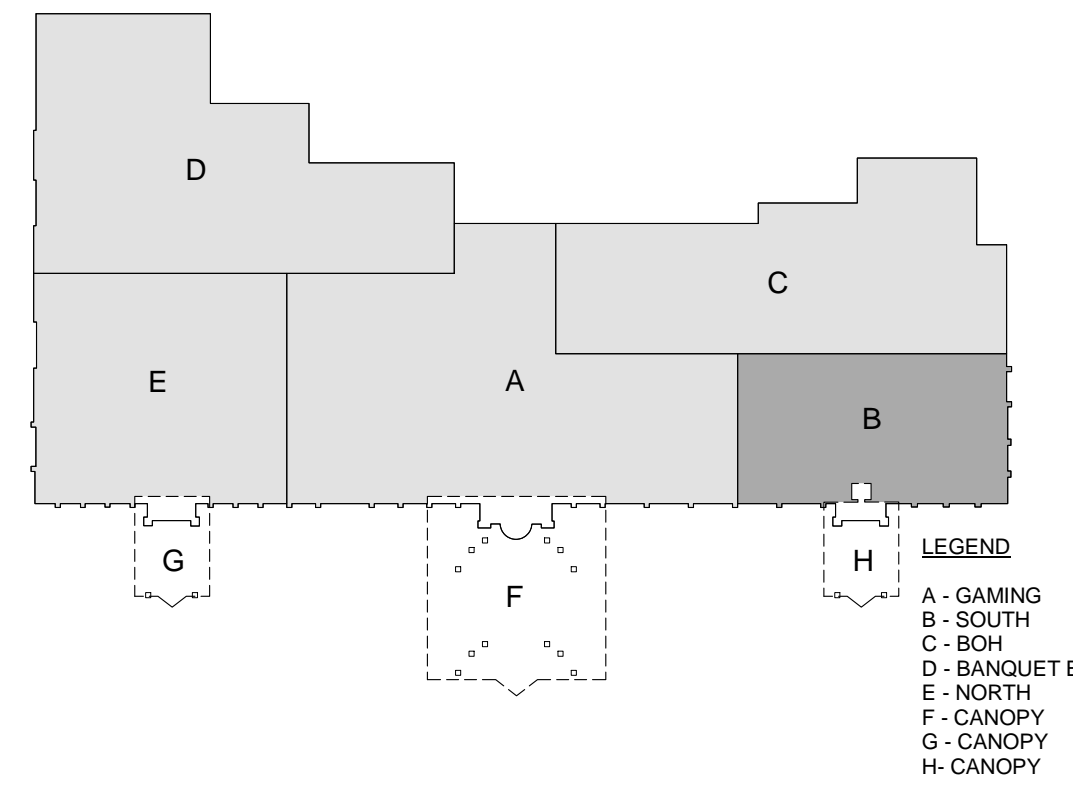 D
C
E
A
B
G
F
H
LEGEND
A - GAMING
B - SOUTH
C - BOH
D - BANQUET
E - NORTH
F - CANOPY
G - CANOPY
H- CANOPY